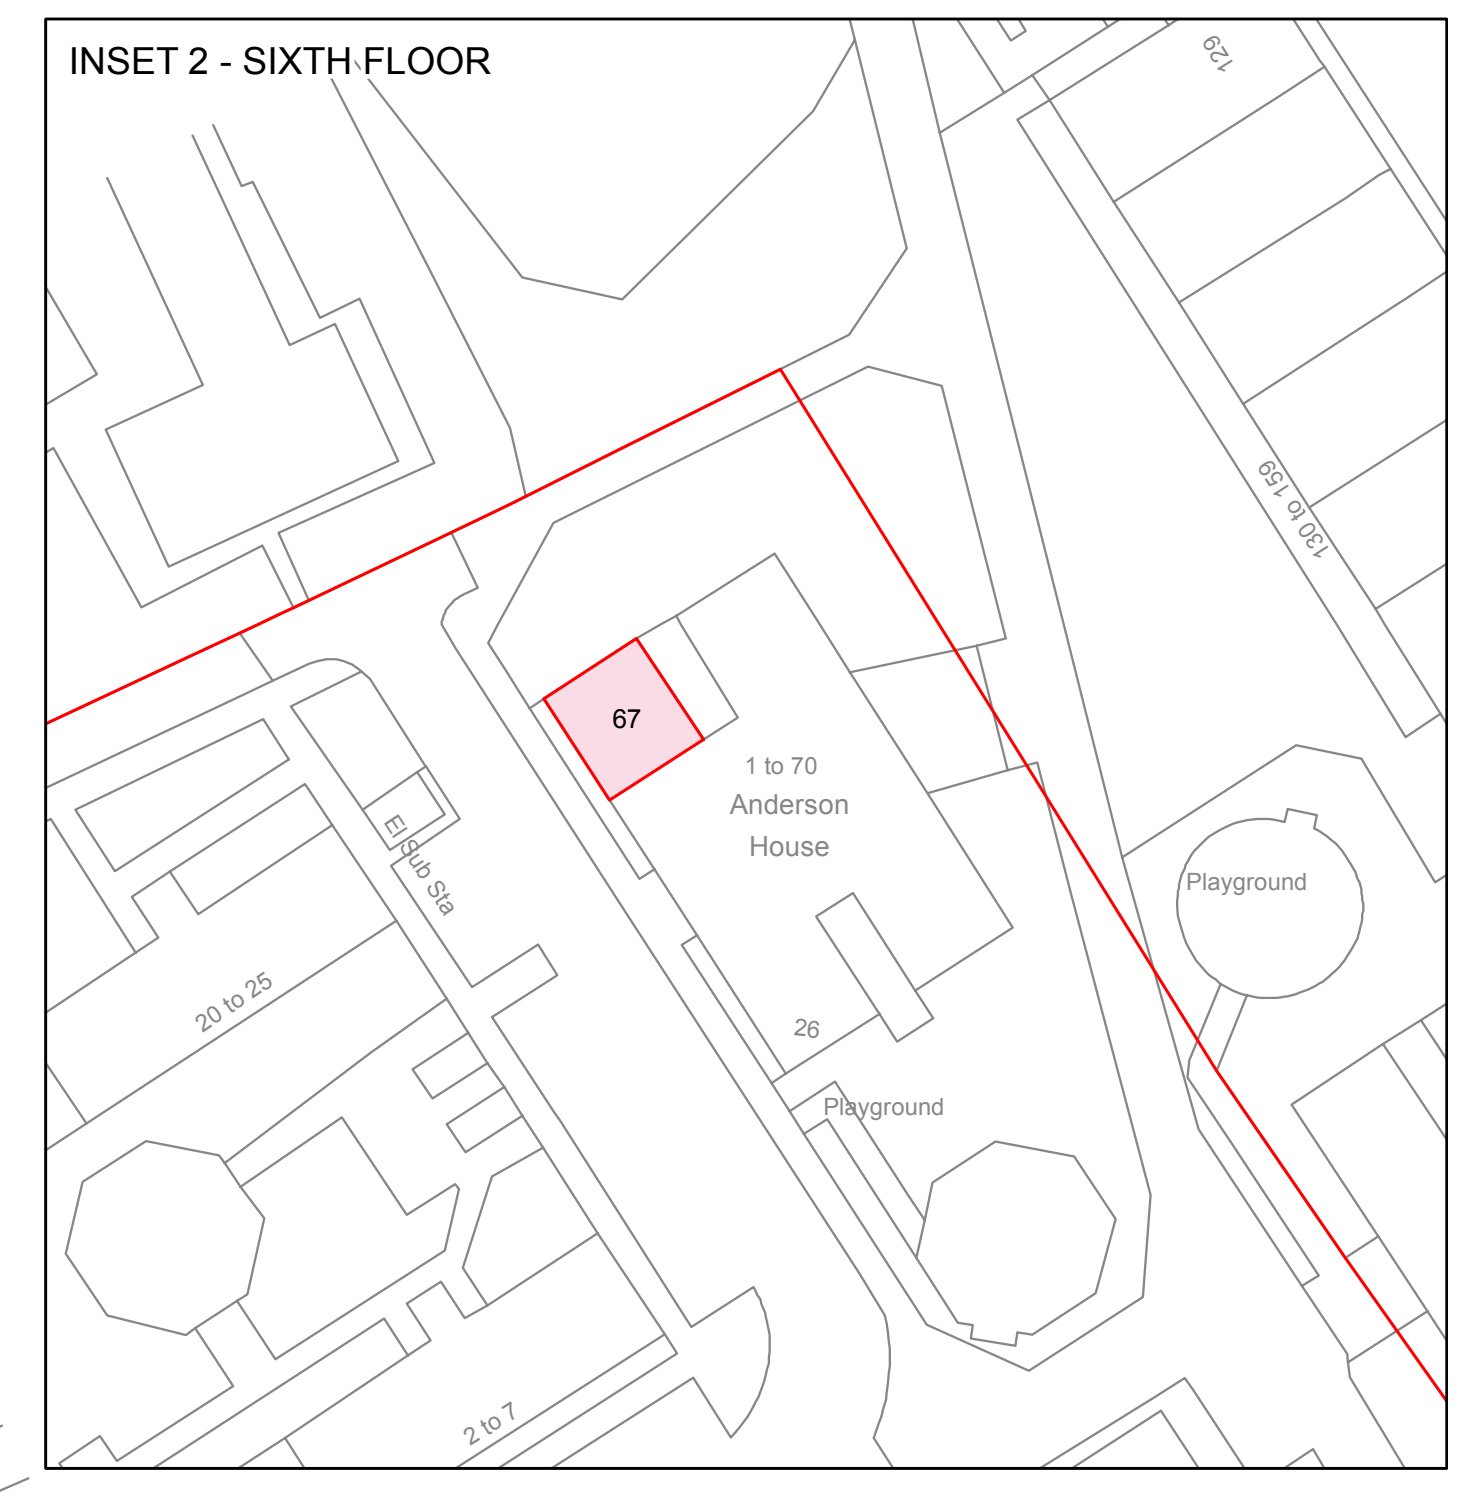 INSET 2 - SIXTH FLOOR
129
130 to 159
67
1 to 70
Anderson
House
El Sub Sta
Playground
20 to 25
26
Playground
2 to 7